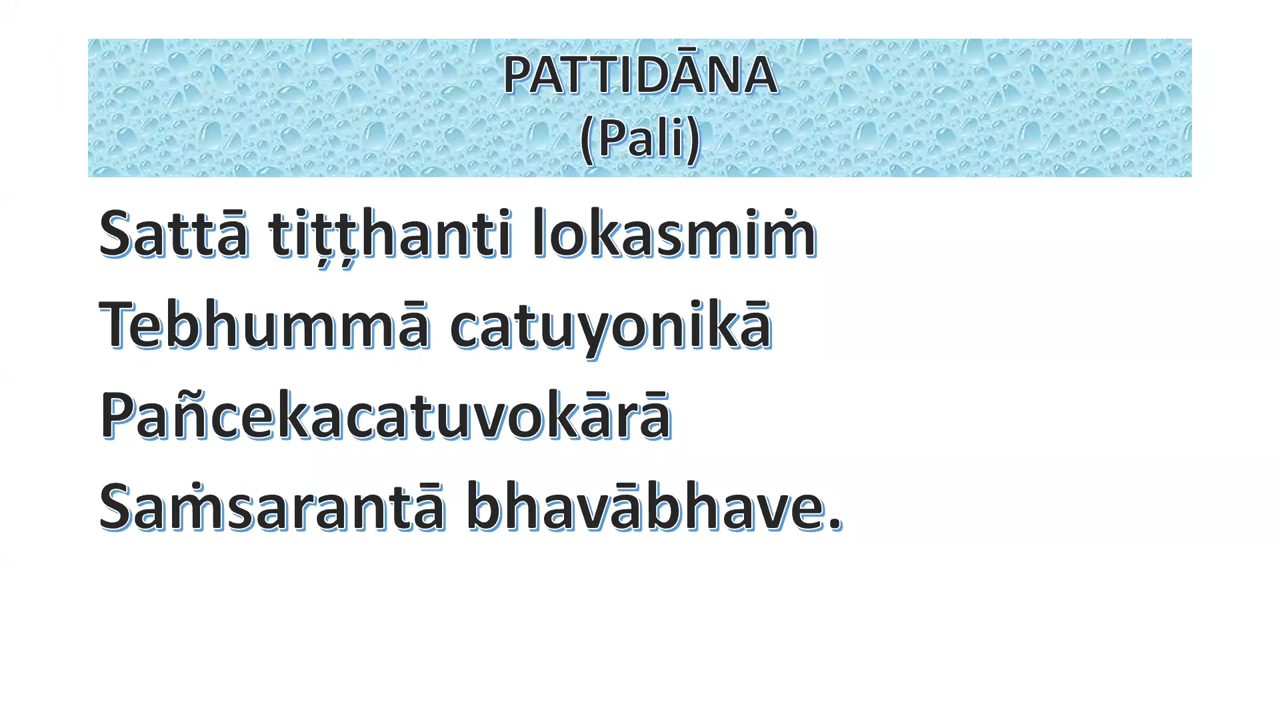 PATTIDĀNA
(Pali)
Sattā tiṭṭhanti lokasmiṁ
Tebhummā catuyonikā
Pañcekacatuvokārā
Saṁsarantā bhavābhave.